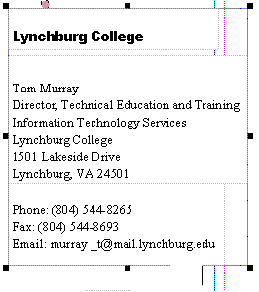 Lynchburg College
Tom Murray
Director, Technical Education and Training
Information Technology Services
Lynchburg College
1501 Lakeside Drive
Lynchburg, VA 24501
Phone: (804) 544-8265
Fax: (804) 544-8693
Email: murray _t@mail.lynchburg.edu